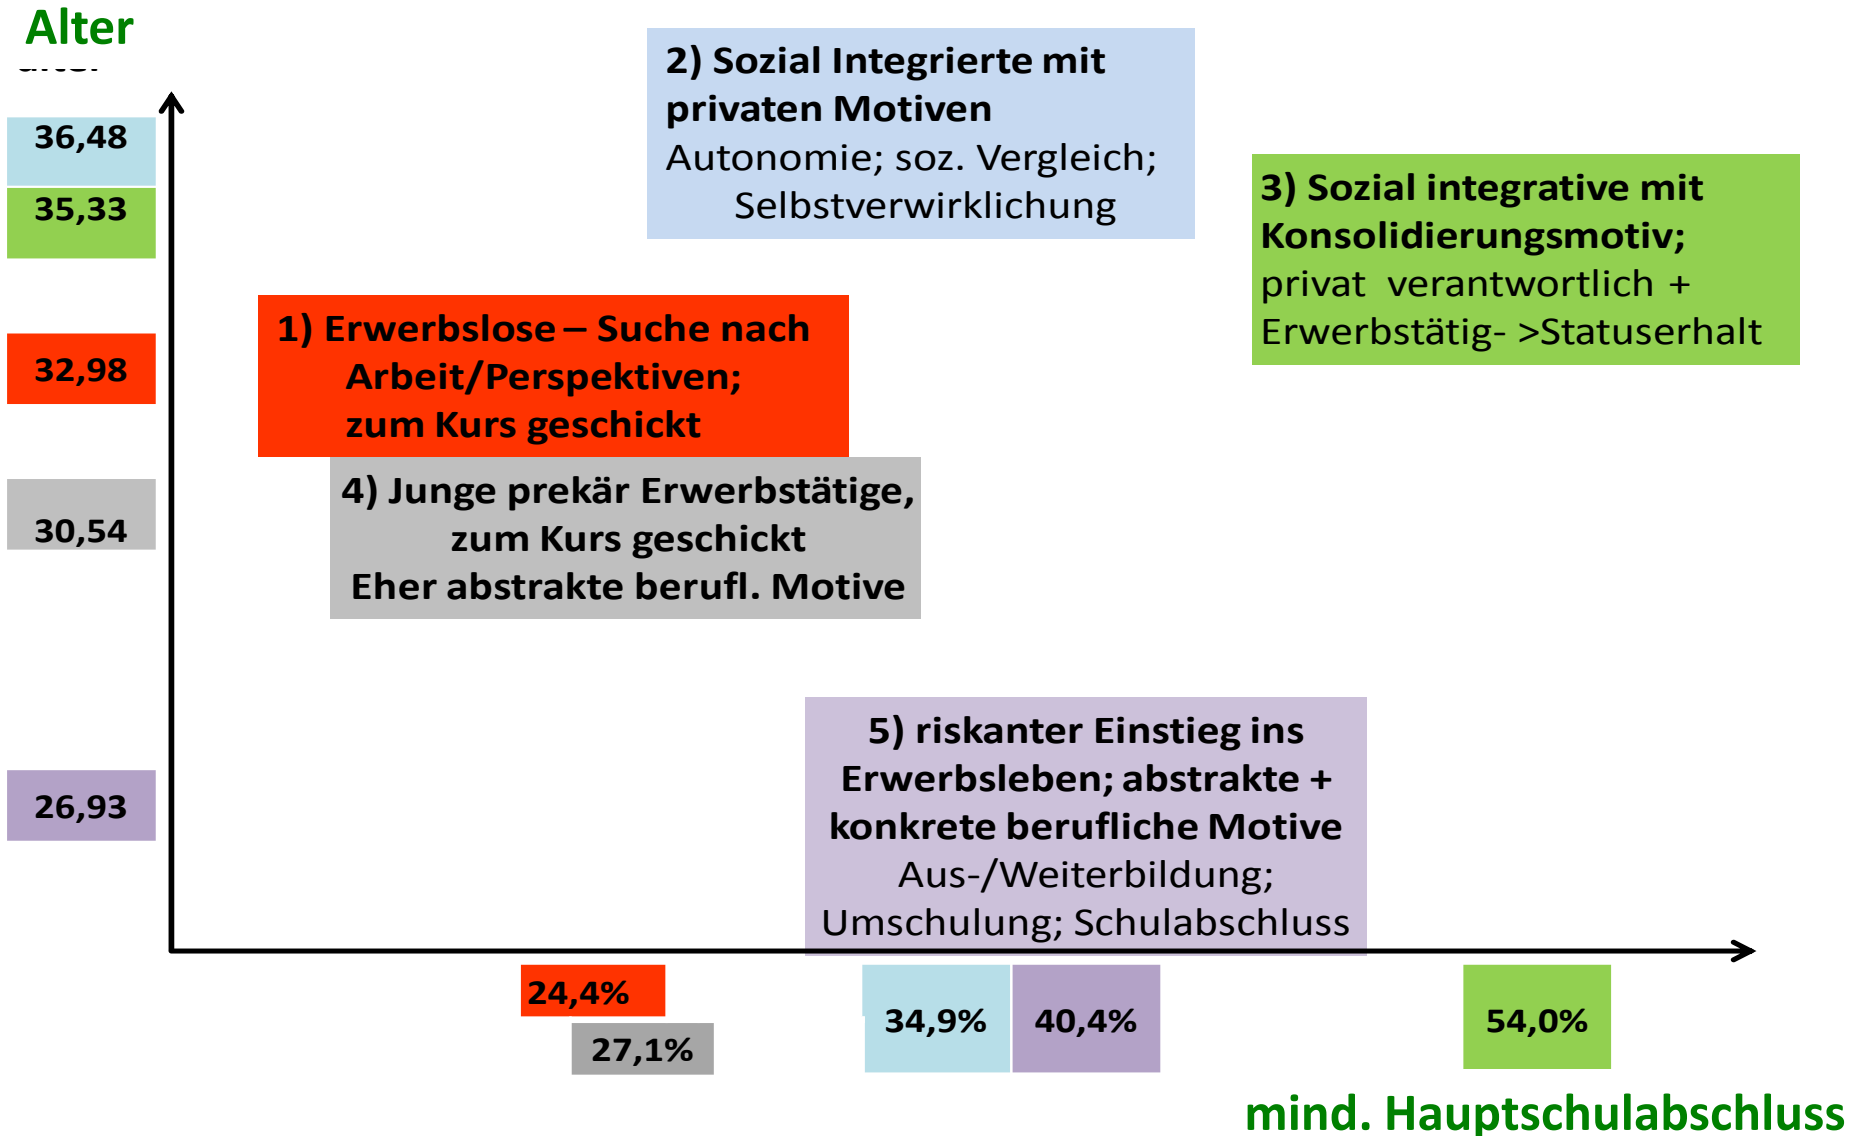 Alter
36,48
35,33
32,98
30,54
26,93
2) Sozial Integrierte mit
privaten Motiven
Autonomie; soz. Vergleich;
Selbstverwirklichung
3) Sozial integrative mit
Konsolidierungsmotiv;
privat verantwortlich +
Erwerbstätig- >Statuserhalt
1) Erwerbslose – Suche nach
Arbeit/Perspektiven;
zum Kurs geschickt
4) Junge prekär Erwerbstätige,
zum Kurs geschickt
Eher abstrakte berufl. Motive
5) riskanter Einstieg ins
Erwerbsleben; abstrakte +
konkrete berufliche Motive
Aus-/Weiterbildung;
Umschulung; Schulabschluss
24,4%
27,1%
34,9%
40,4%
54,0%
mind. Hauptschulabschluss